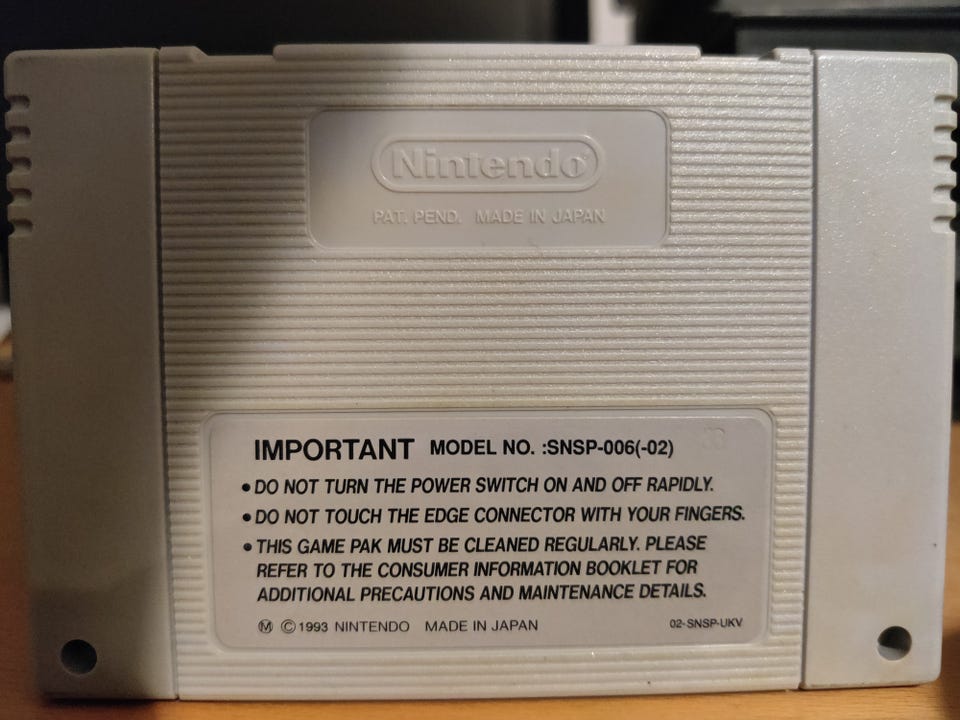 Nintendo
PAT. PEND. MADE IN JAPAN
IMPORTANT MODEL NO. :SNSP-006(-02)
•DO NOT TURN THE POWER SWITCH ON AND OFF RAPIDLY.
•DO NOT TOUCH THE EDGE CONNECTOR WITH YOUR FINGERS.
•THIS GAME PAK MUST BE CLEANED REGULARLY. PLEASE
REFER TO THE CONSUMER INFORMATION BOOKLET FOR
ADDITIONAL PRECAUTIONS AND MAINTENANCE DETAILS.
Ⓜ ©1993 NINTENDO MADE IN JAPAN 02-SNSP-UKV